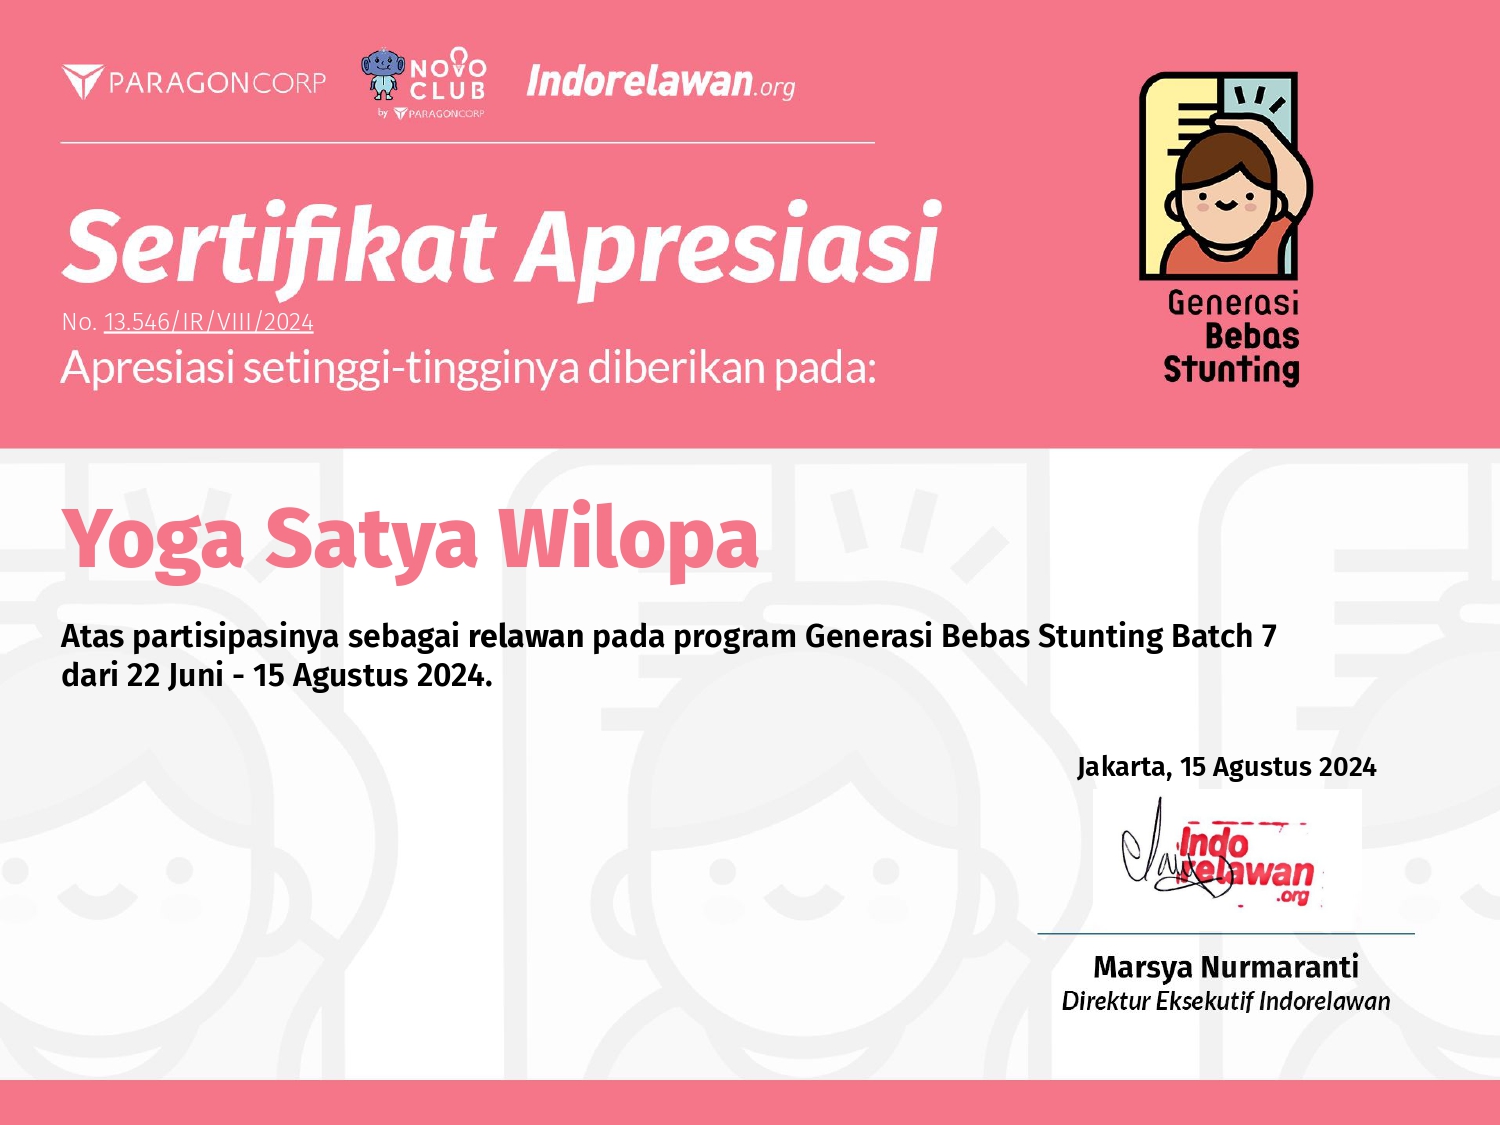 PARAGONCORP
NOVO
CLUB
by PARAGONCORP
Indorelawan.org
Sertifikat Apresiasi
No. 13.546/IR/VIII/2024
Apresiasi setinggi-tingginya diberikan pada:
Generasi
Bebas
Stunting
Yoga Satya Wilopa
Atas partisipasinya sebagai relawan pada program Generasi Bebas Stunting Batch 7
dari 22 Juni - 15 Agustus 2024.
Jakarta, 15 Agustus 2024
Indo
relawan
.org
Marsya Nurmaranti
Direktur Eksekutif Indorelawan